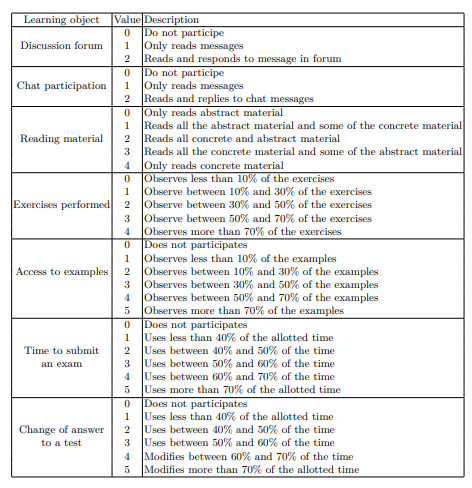 Learning object Value Description
0 Do not participe
Discussion forum 1 Only reads messages
2 Reads and responds to message in forum
0 Do not participe
Chat participation 1 Only reads messages
2 Reads and replies to chat messages
0 Only reads abstract material
1 Reads all the abstract material and some of the concrete material
Reading material 2 Reads all concrete and abstract material
3 Reads all the concrete material and some of the abstract material
4 Only reads concrete material
0 Observes less than 10% of the exercises
1 Observe between 10% and 30% of the exercises
Exercises performed 2 Observe between 30% and 50% of the exercises
3 Observe between 50% and 70% of the exercises
4 Observes more than 70% of the exercises
0 Does not participates
1 Observes less than 10% of the examples
Access to examples 2 Observes between 10% and 30% of the examples
3 Observes between 30% and 50% of the examples
4 Observes between 50% and 70% of the examples
5 Observes more than 70% of the examples
0 Does not participates
1 Uses less than 40% of the allotted time
Time to submit 2 Uses between 40% and 50% of the time
an exam 3 Uses between 50% and 60% of the time
4 Uses between 60% and 70% of the time
5 Uses more than 70% of the allotted time
0 Does not participates
1 Uses less than 40% of the allotted time
Change of answer 2 Uses between 40% and 50% of the time
to a test 3 Uses between 50% and 60% of the time
4 Modifies between 60% and 70% of the time
5 Modifies more than 70% of the allotted time